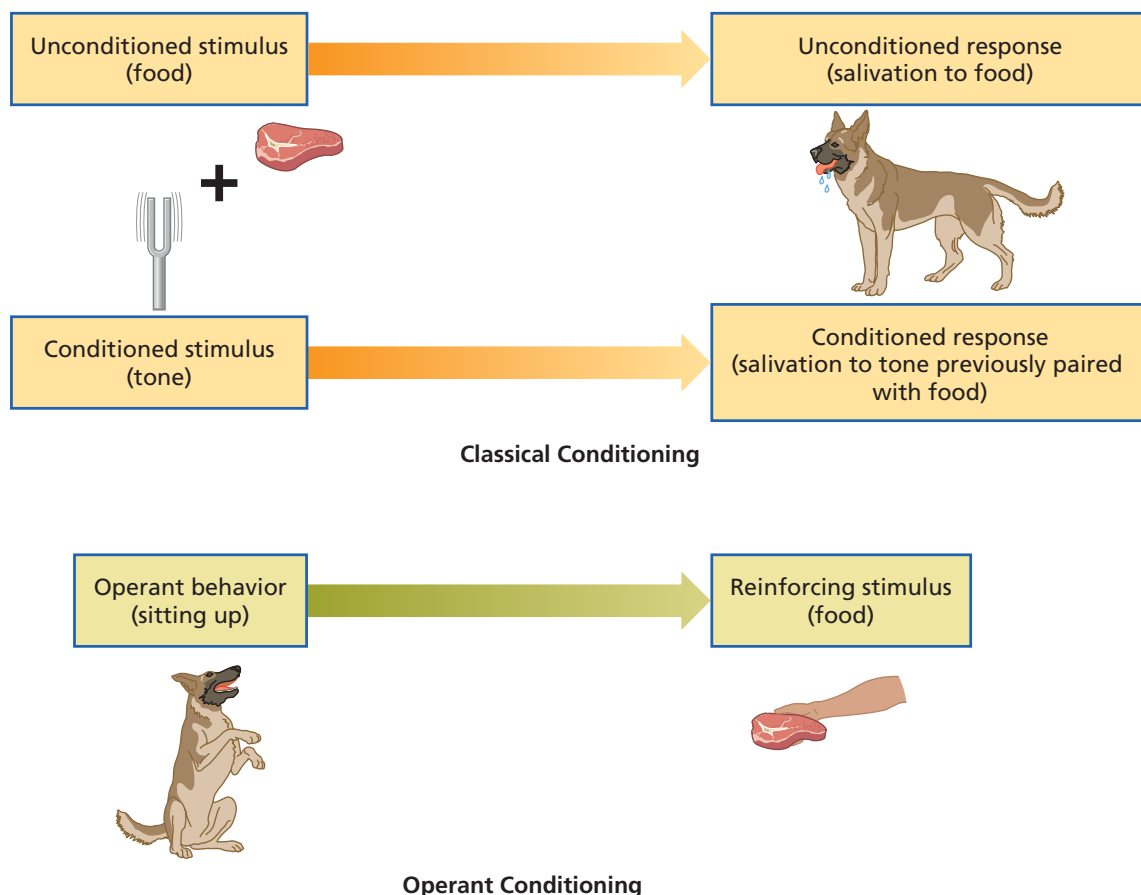 Unconditioned stimulus
(food)
Unconditioned response
(salivation to food)
Conditioned stimulus
(tone)
Conditioned response
(salivation to tone previously paired
with food)
Classical Conditioning
Operant behavior
(sitting up)
Reinforcing stimulus
(food)
Operant Conditioning